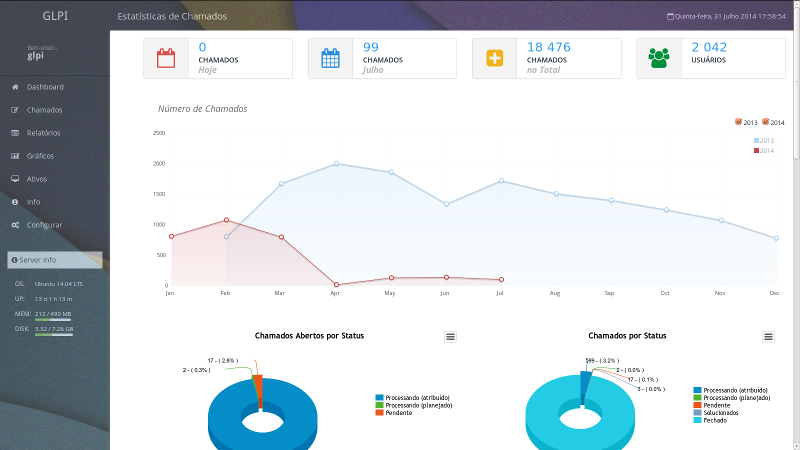 GLPI
Estatísticas de Chamados
Quinta-feira, 31 Julho 2014 17:58:54
Bem-vindo,
glpi
Dashboard
Chamados
Relatórios
Gráficos
Ativos
Info
Configurar
Server Info
OS: Ubuntu 14.04 LTS
UP: 13 d 1 h 13 m
MEM: 212 / 490 MB
DISK: 3.32 / 7.26 GB
0
CHAMADOS
Hoje
99
CHAMADOS
Julho
18 476
CHAMADOS
no Total
2 042
USUÁRIOS
Número de Chamados
2013 2014
2013
2014
2500
2000
1500
1000
500
0
Jan Feb Mar Apr May Jun Jul Aug Sep Oct Nov Dec
Chamados Abertos por Status
17 - ( 2.8% )
2 - ( 0.3% )
Processando (atribuído)
Processando (planejado)
Pendente
Chamados por Status
599 - ( 3.2% )
2 - ( 0.0% )
17 - ( 0.1% )
3 - ( 0.0% )
Processando (atribuído)
Processando (planejado)
Pendente
Solucionados
Fechado